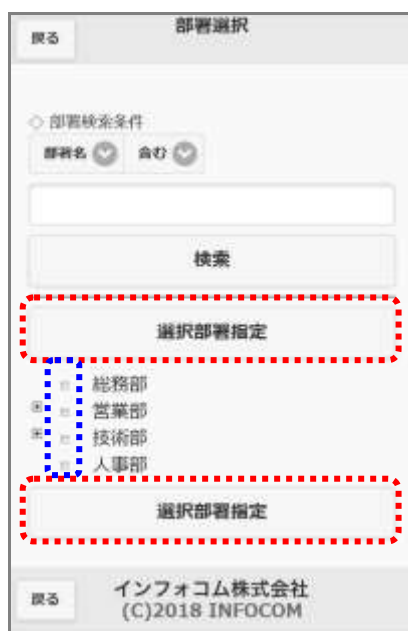 部署選択
戻る
◇ 部署検索条件
部署名 含む
検索
選択部署指定
総務部
営業部
技術部
人事部
選択部署指定
戻る
インフォコム株式会社
(C)2018 INFOCOM